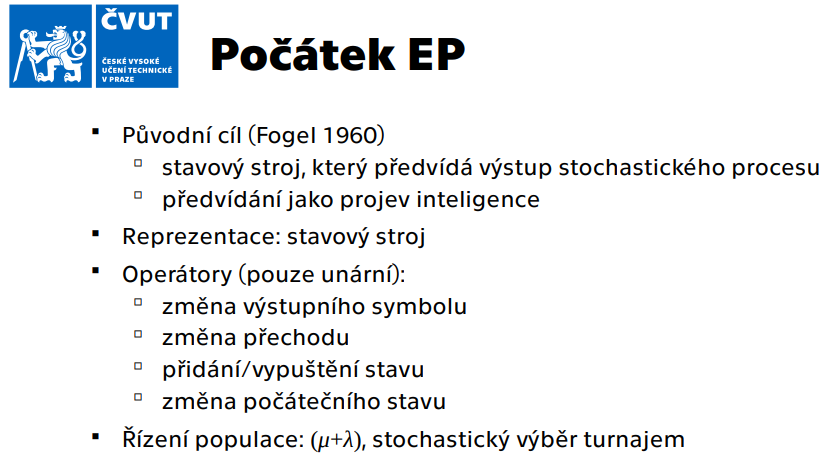 ČVUT
ČESKÉ VYSOKÉ
UČENÍ TECHNICKÉ
V PRAZE
Počátek EP
Původní cíl (Fogel 1960)
stavový stroj, který předvídá výstup stochastického procesu
předvídání jako projev inteligence
Reprezentace: stavový stroj
Operátory (pouze unární):
změna výstupního symbolu
změna přechodu
přidání/vypuštění stavu
změna počátečního stavu
Řízení populace: (μ+λ), stochastický výběr turnajem